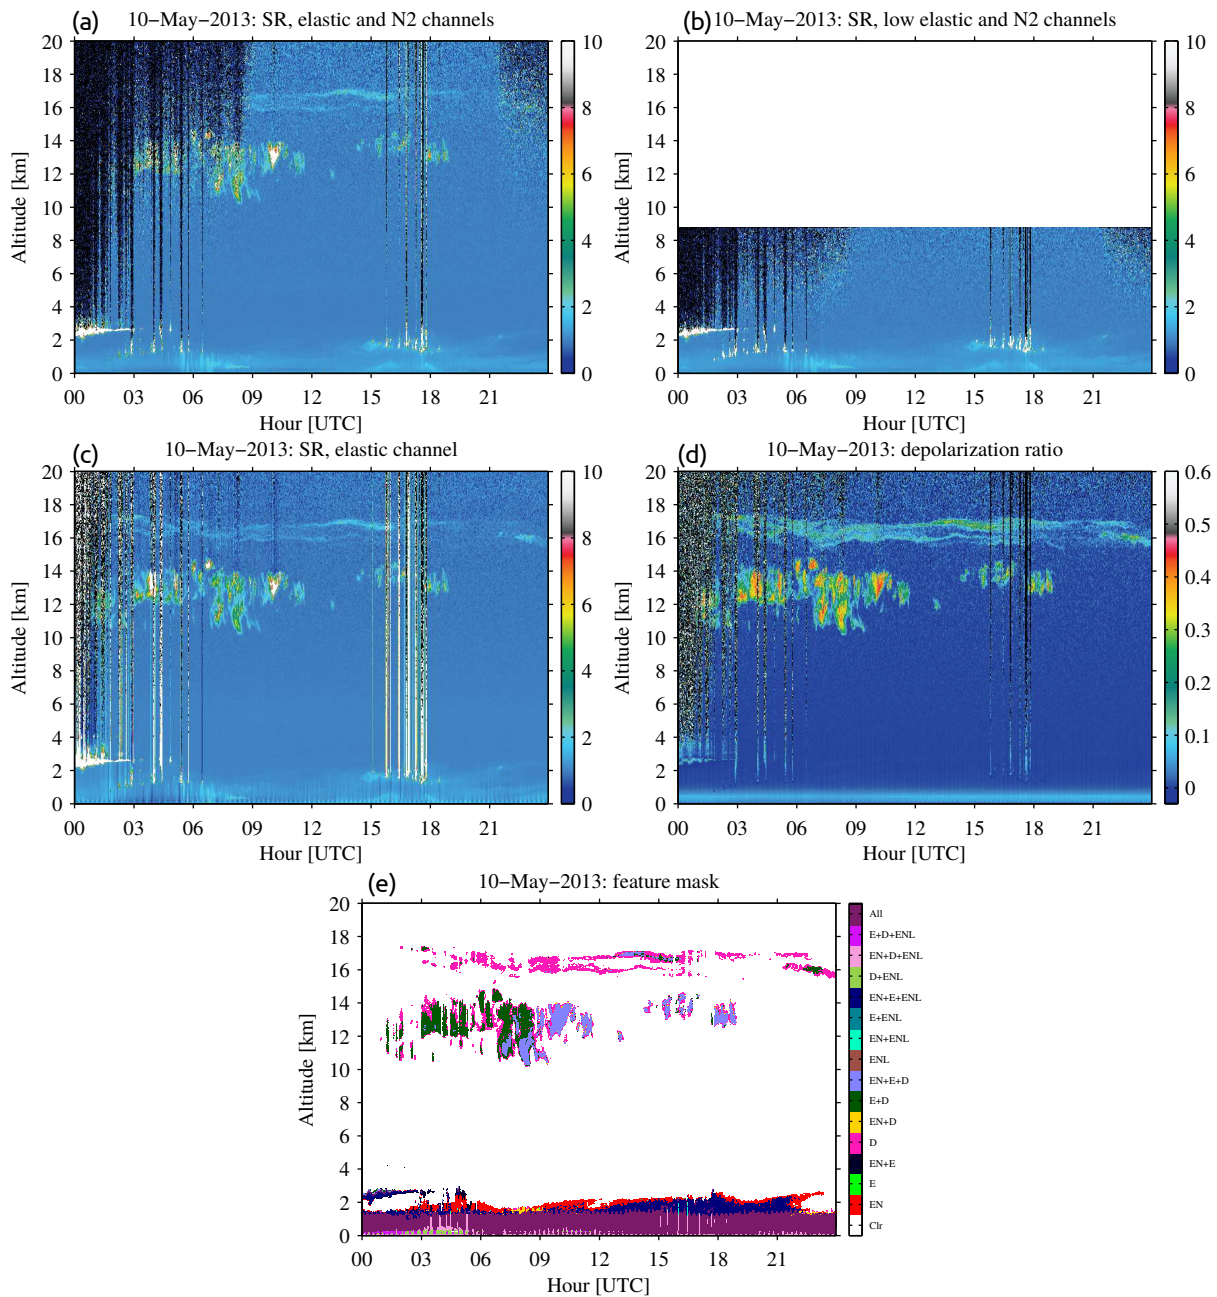 (a) 10−May−2013: SR, elastic and N2 channels
20
18
16
14
12
10
8
6
4
2
0
Altitude [km]
00 03 06 09 12 15 18 21
Hour [UTC]
10
8
6
4
2
0
(b) 10−May−2013: SR, low elastic and N2 channels
20
18
16
14
12
10
8
6
4
2
0
Altitude [km]
00 03 06 09 12 15 18 21
Hour [UTC]
10
8
6
4
2
0
(c) 10−May−2013: SR, elastic channel
20
18
16
14
12
10
8
6
4
2
0
Altitude [km]
00 03 06 09 12 15 18 21
Hour [UTC]
10
8
6
4
2
0
(d) 10−May−2013: depolarization ratio
20
18
16
14
12
10
8
6
4
2
0
Altitude [km]
00 03 06 09 12 15 18 21
Hour [UTC]
0.6
0.5
0.4
0.3
0.2
0.1
0
(e) 10−May−2013: feature mask
20
18
16
14
12
10
8
6
4
2
0
Altitude [km]
00 03 06 09 12 15 18 21
Hour [UTC]
All
E+D+ENL
EN+D+ENL
D+ENL
EN+E+ENL
E+ENL
EN+ENL
ENL
EN+E+D
E+D
EN+D
D
EN+E
E
EN
Clr